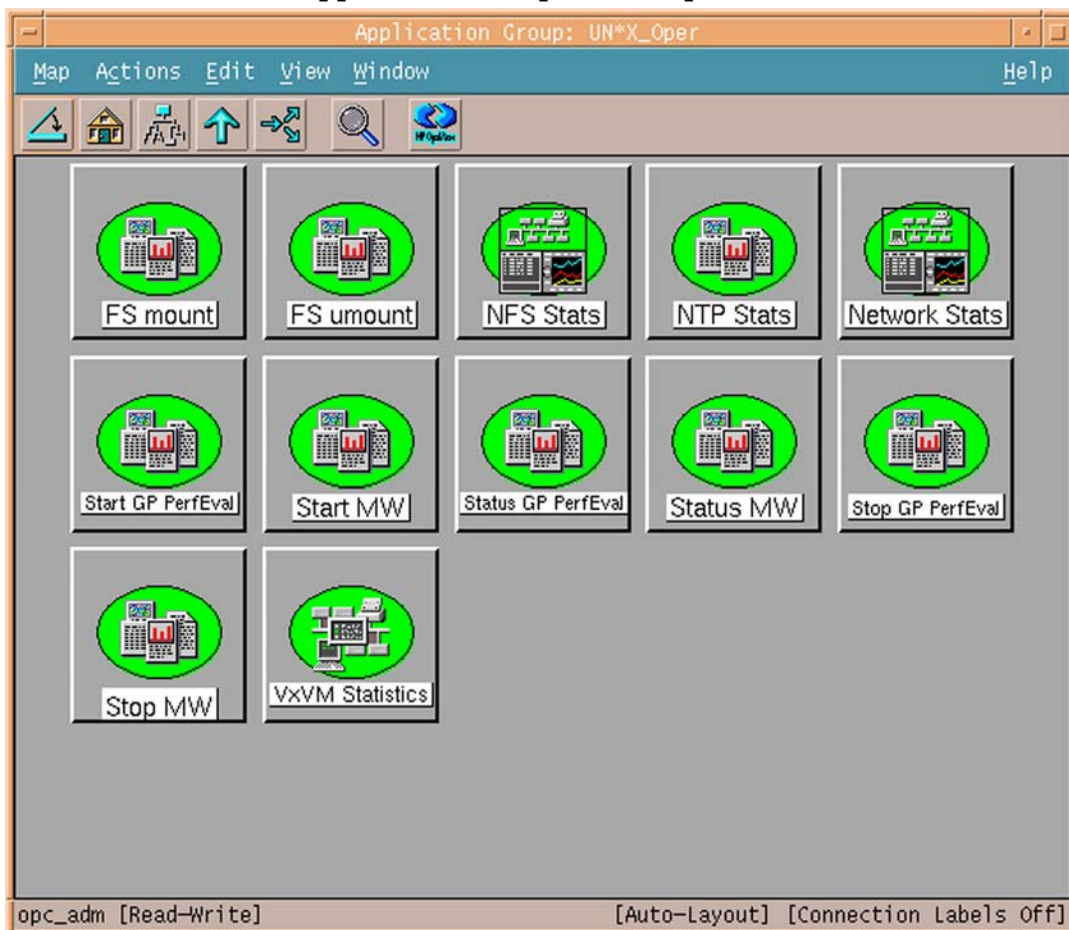 Application Group: UN*X_Oper
Map Actions Edit View Window Help
HP OpenView
FS mount FS umount NFS Stats NTP Stats Network Stats
Start GP PerfEval Start MW Status GP PerfEval Status MW Stop GP PerfEval
Stop MW VxVM Statistics
opc_adm [Read-Write] [Auto-Layout] [Connection Labels Off]